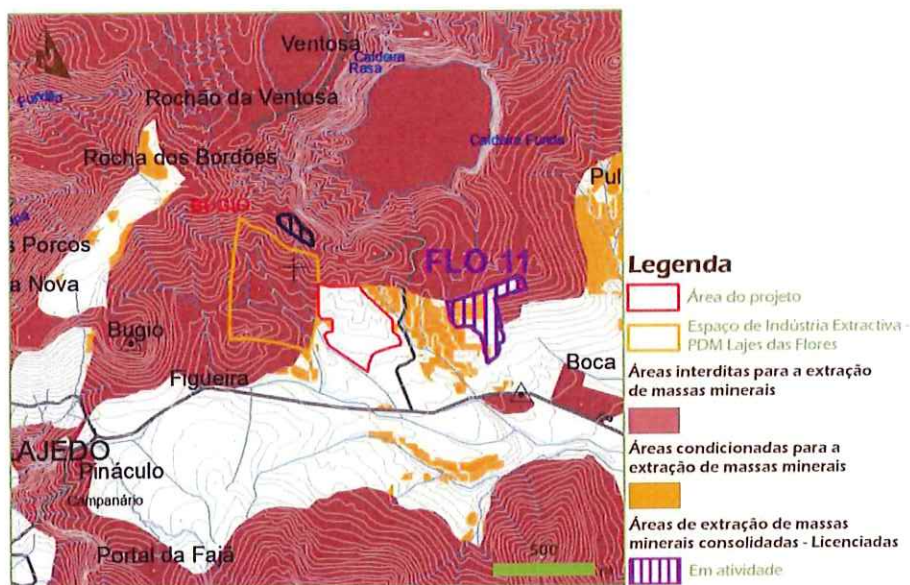 Ventosa
Caldeira
Rasa
Rochão da Ventosa
Rocha dos Bordões
Caldeira Funda
Pul
BUGIO
s Porcos
a Nova
FLO 11
Bugio
Figueira
Boca
AJEDO
Pináculo
Campanário
Portal da Fajã
500
Legenda
Área do projeto
Espaço de Indústria Extractiva -
PDM Lajes das Flores
Áreas interditas para a extração
de massas minerais
Áreas condicionadas para a
extração de massas minerais
Áreas de extração de massas
minerais consolidadas - Licenciadas
Em atividade